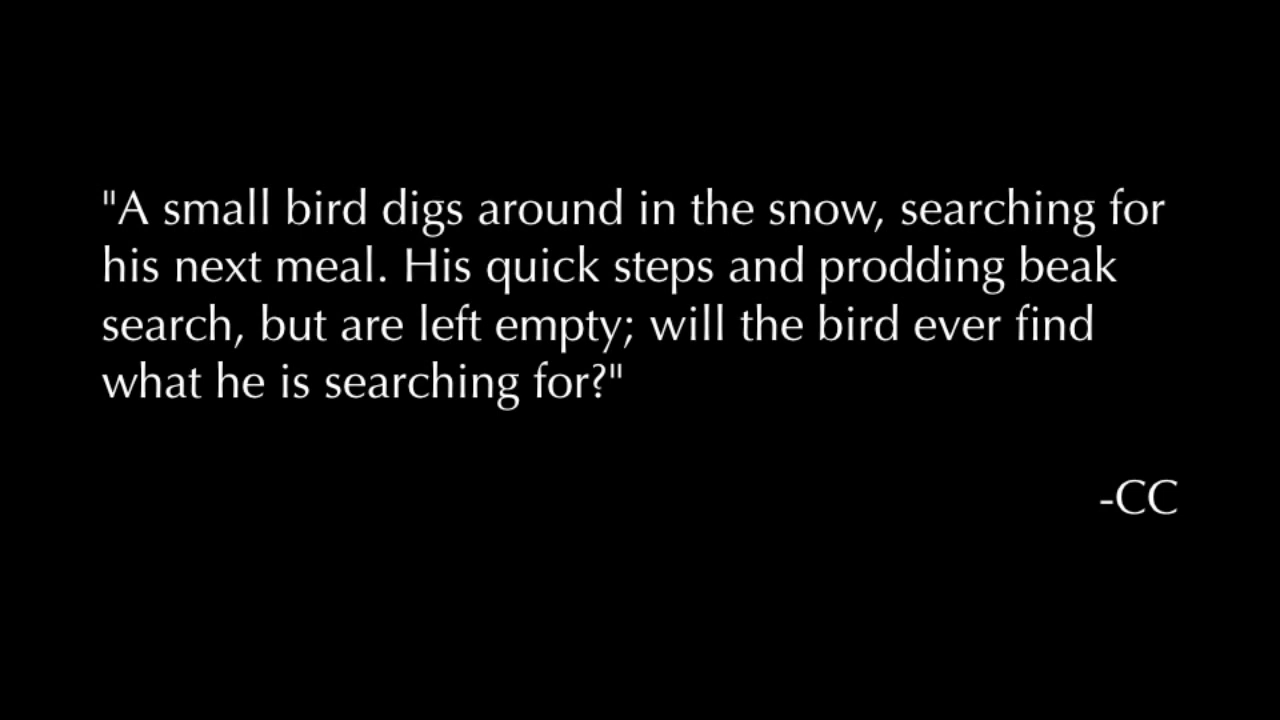 "A small bird digs around in the snow, searching for
his next meal. His quick steps and prodding beak
search, but are left empty; will the bird ever find
what he is searching for?"
-CC